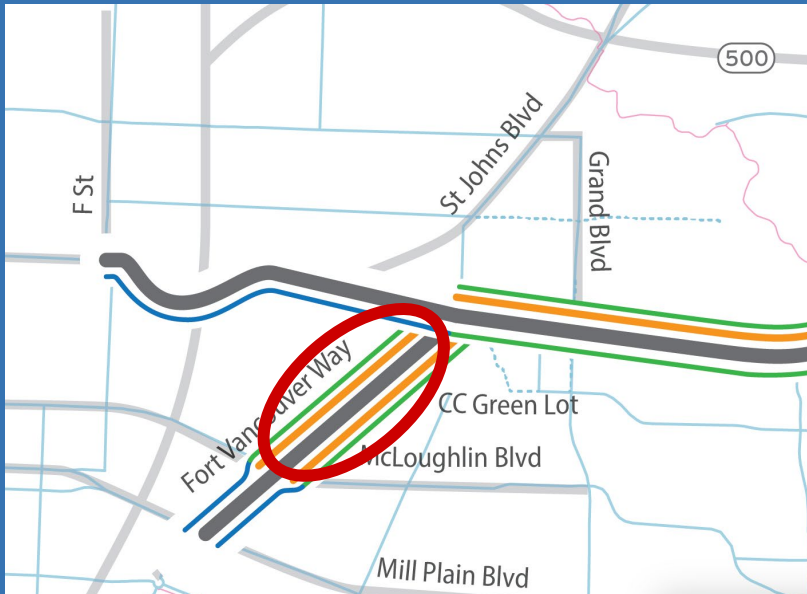 500
St Johns Blvd
F St
Grand Blvd
Fort Vancouver Way
CC Green Lot
McLoughlin Blvd
Mill Plain Blvd